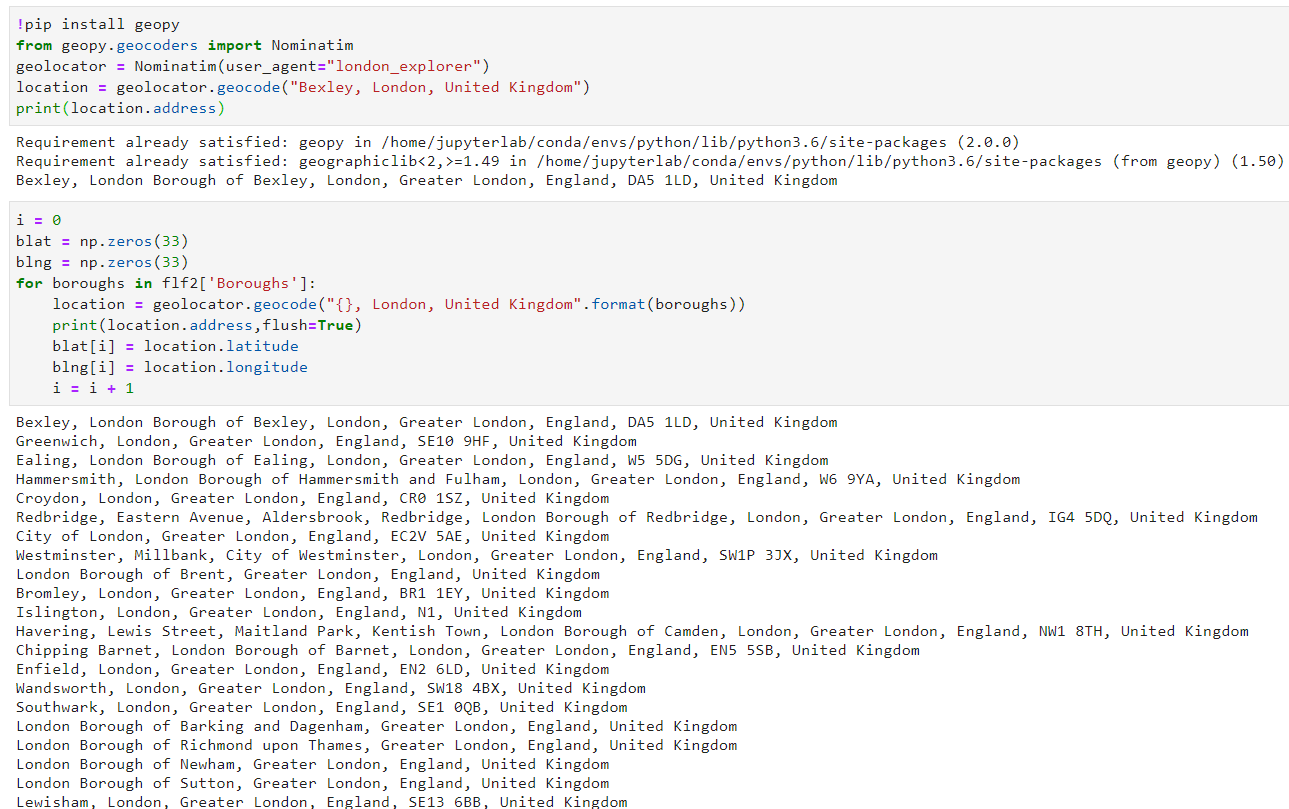 !pip install geopy
from geopy.geocoders import Nominatim
geolocator = Nominatim(user_agent="london_explorer")
location = geolocator.geocode("Bexley, London, United Kingdom")
print(location.address)
Requirement already satisfied: geopy in /home/jupyterlab/conda/envs/python/lib/python3.6/site-packages (2.0.0)
Requirement already satisfied: geographiclib<2,>=1.49 in /home/jupyterlab/conda/envs/python/lib/python3.6/site-packages (from geopy) (1.50)
Bexley, London Borough of Bexley, London, Greater London, England, DA5 1LD, United Kingdom
i = 0
blat = np.zeros(33)
blng = np.zeros(33)
for boroughs in flf2['Boroughs']:
    location = geolocator.geocode("{}, London, United Kingdom".format(boroughs))
    print(location.address,flush=True)
    blat[i] = location.latitude
    blng[i] = location.longitude
    i = i + 1
Bexley, London Borough of Bexley, London, Greater London, England, DA5 1LD, United Kingdom
Greenwich, London, Greater London, England, SE10 9HF, United Kingdom
Ealing, London Borough of Ealing, London, Greater London, England, W5 5DG, United Kingdom
Hammersmith, London Borough of Hammersmith and Fulham, London, Greater London, England, W6 9YA, United Kingdom
Croydon, London, Greater London, England, CR0 1SZ, United Kingdom
Redbridge, Eastern Avenue, Aldersbrook, Redbridge, London Borough of Redbridge, London, Greater London, England, IG4 5DQ, United Kingdom
City of London, Greater London, England, EC2V 5AE, United Kingdom
Westminster, Millbank, City of Westminster, London, Greater London, England, SW1P 3JX, United Kingdom
London Borough of Brent, Greater London, England, United Kingdom
Bromley, London, Greater London, England, BR1 1EY, United Kingdom
Islington, London, Greater London, England, N1, United Kingdom
Havering, Lewis Street, Maitland Park, Kentish Town, London Borough of Camden, London, Greater London, England, NW1 8TH, United Kingdom
Chipping Barnet, London Borough of Barnet, London, Greater London, England, EN5 5SB, United Kingdom
Enfield, London, Greater London, England, EN2 6LD, United Kingdom
Wandsworth, London, Greater London, England, SW18 4BX, United Kingdom
Southwark, London, Greater London, England, SE1 0QB, United Kingdom
London Borough of Barking and Dagenham, Greater London, England, United Kingdom
London Borough of Richmond upon Thames, Greater London, England, United Kingdom
London Borough of Newham, Greater London, England, United Kingdom
London Borough of Sutton, Greater London, England, United Kingdom
Lewisham, London, Greater London, England, SE13 6BB, United Kingdom